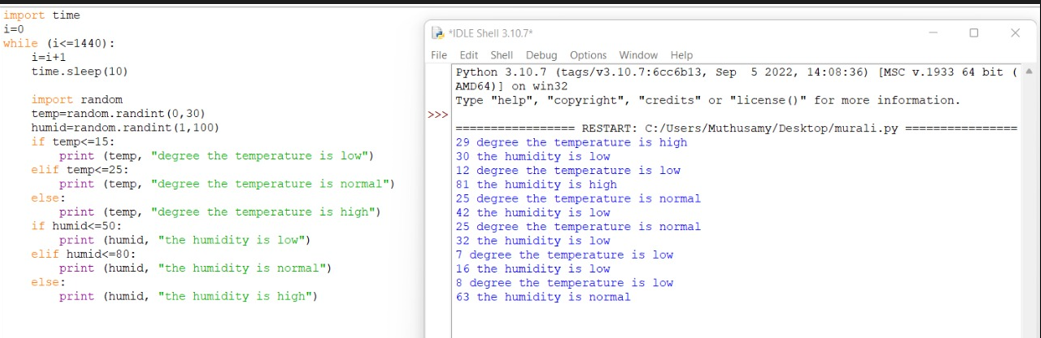 import time
i=0
while (i<=1440):
    i=i+1
    time.sleep(10)

    import random
    temp=random.randint(0,30)
    humid=random.randint(1,100)
    if temp<=15:
        print (temp, "degree the temperature is low")
    elif temp<=25:
        print (temp, "degree the temperature is normal")
    else:
        print (temp, "degree the temperature is high")
    if humid<=50:
        print (humid, "the humidity is low")
    elif humid<=80:
        print (humid, "the humidity is normal")
    else:
        print (humid, "the humidity is high")
*IDLE Shell 3.10.7*
File Edit Shell Debug Options Window Help
Python 3.10.7 (tags/v3.10.7:6cc6b13, Sep  5 2022, 14:08:36) [MSC v.1933 64 bit (
AMD64)] on win32
Type "help", "copyright", "credits" or "license()" for more information.
>>>
================= RESTART: C:/Users/Muthusamy/Desktop/murali.py ================
29 degree the temperature is high
30 the humidity is low
12 degree the temperature is low
81 the humidity is high
25 degree the temperature is normal
42 the humidity is low
25 degree the temperature is normal
32 the humidity is low
7 degree the temperature is low
16 the humidity is low
8 degree the temperature is low
63 the humidity is normal